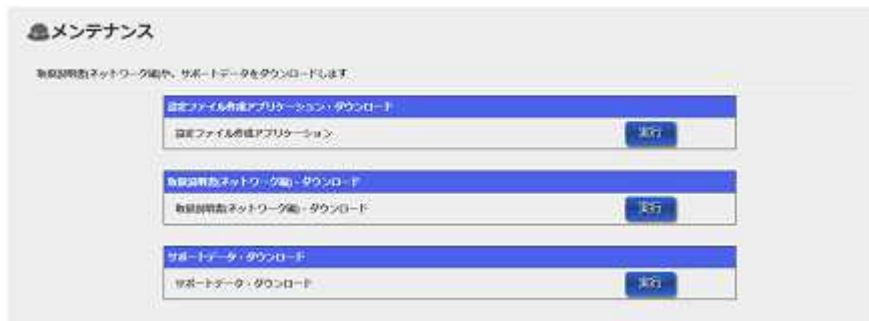 メンテナンス
取扱説明書(ネットワーク編)や、サポートデータをダウンロードします
設定ファイル作成アプリケーション・ダウンロード
設定ファイル作成アプリケーション
実行
取扱説明書(ネットワーク編)・ダウンロード
取扱説明書(ネットワーク編)・ダウンロード
実行
サポートデータ・ダウンロード
サポートデータ・ダウンロード
実行